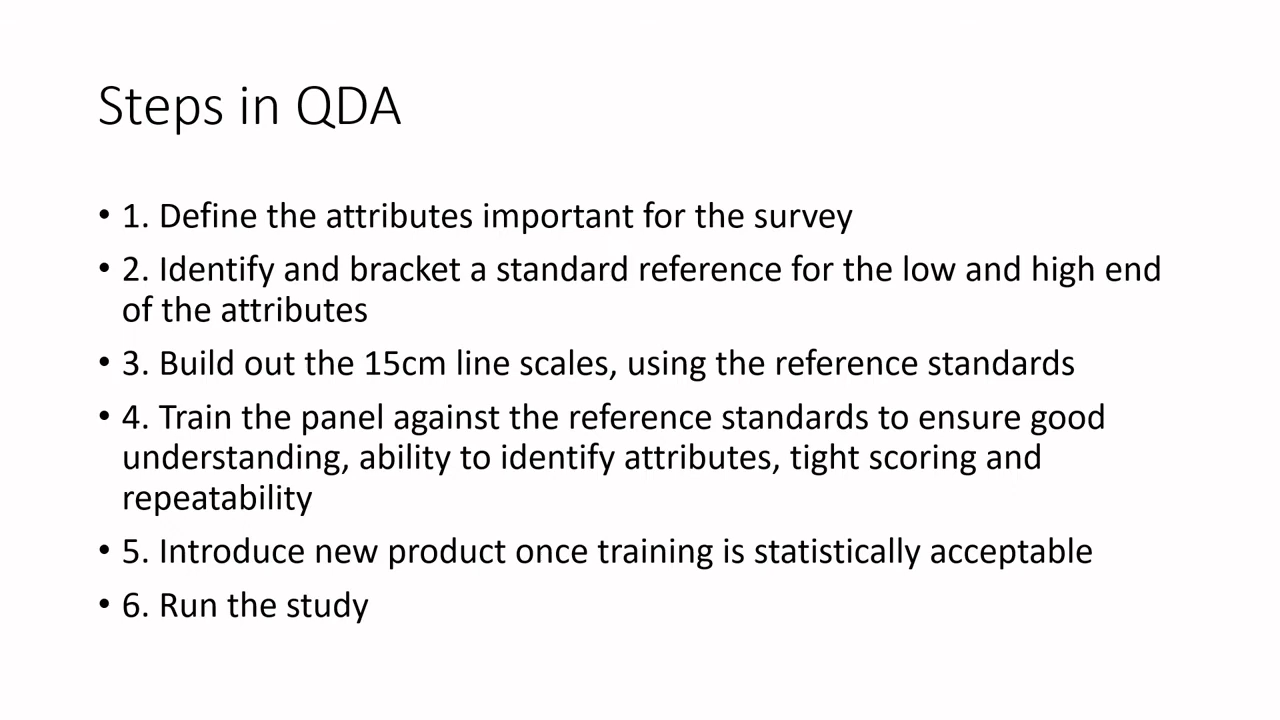 Steps in QDA
• 1. Define the attributes important for the survey
• 2. Identify and bracket a standard reference for the low and high end
of the attributes
• 3. Build out the 15cm line scales, using the reference standards
• 4. Train the panel against the reference standards to ensure good
understanding, ability to identify attributes, tight scoring and
repeatability
• 5. Introduce new product once training is statistically acceptable
• 6. Run the study